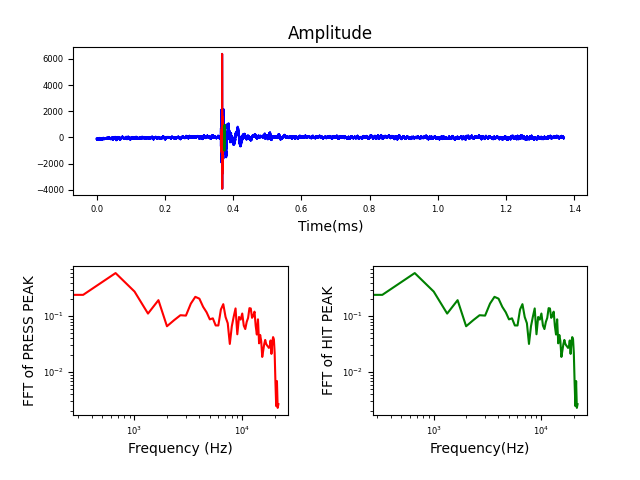 Amplitude
6000
4000
2000
0
−2000
−4000
0.0 0.2 0.4 0.6 0.8 1.0 1.2 1.4
Time(ms)
FFT of PRESS PEAK
10⁻¹
10⁻²
10³ 10⁴
Frequency (Hz)
FFT of HIT PEAK
10⁻¹
10⁻²
10³ 10⁴
Frequency(Hz)